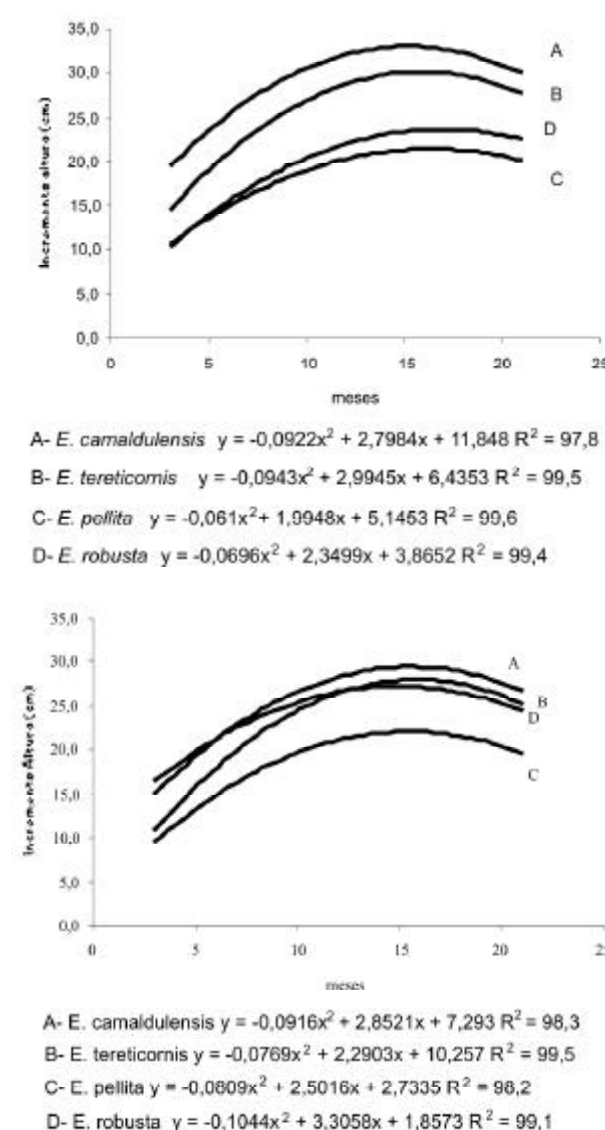 Incremento altura (cm)
35,0
30,0
25,0
20,0
15,0
10,0
5,0
0,0
0 5 10 15 20 25
meses
A
B
D
C
A- E. camaldulensis y = -0,0922x² + 2,7984x + 11,848 R² = 97,8
B- E. tereticornis y = -0,0943x² + 2,9945x + 6,4353 R² = 99,5
C- E. pellita y = -0,061x² + 1,9948x + 5,1453 R² = 99,6
D- E. robusta y = -0,0696x² + 2,3499x + 3,8652 R² = 99,4
Incremento Altura (cm)
35,0
30,0
25,0
20,0
15,0
10,0
5,0
0,0
0 5 10 15 20
meses
A
B
D
C
A- E. camaldulensis y = -0,0916x² + 2,8521x + 7,293 R² = 98,3
B- E. tereticornis y = -0,0769x² + 2,2903x + 10,257 R² = 99,5
C- E. pellita y = -0,0809x² + 2,5016x + 2,7335 R² = 98,2
D- E. robusta y = -0,1044x² + 3,3058x + 1,8573 R² = 99,1